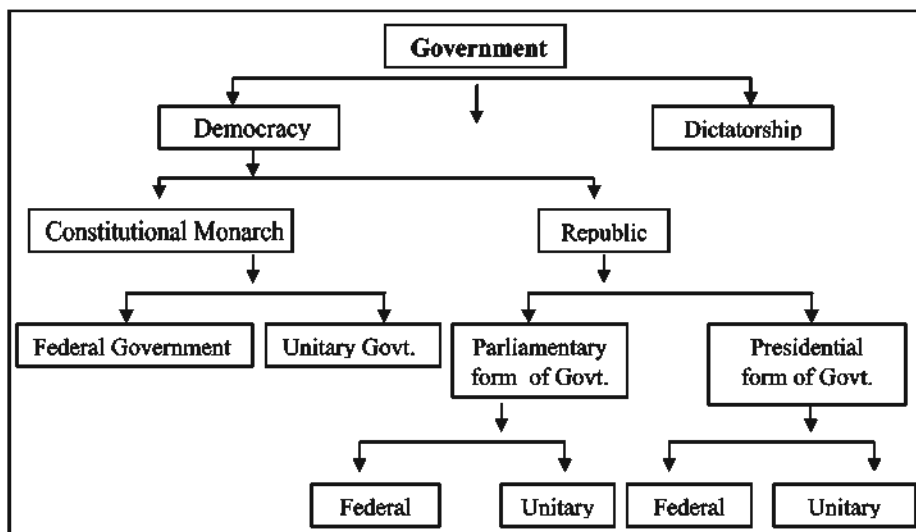 Government
Democracy
Dictatorship
Constitutional Monarch
Republic
Federal Government
Unitary Govt.
Parliamentary
form of Govt.
Presidential
form of Govt.
Federal
Unitary
Federal
Unitary